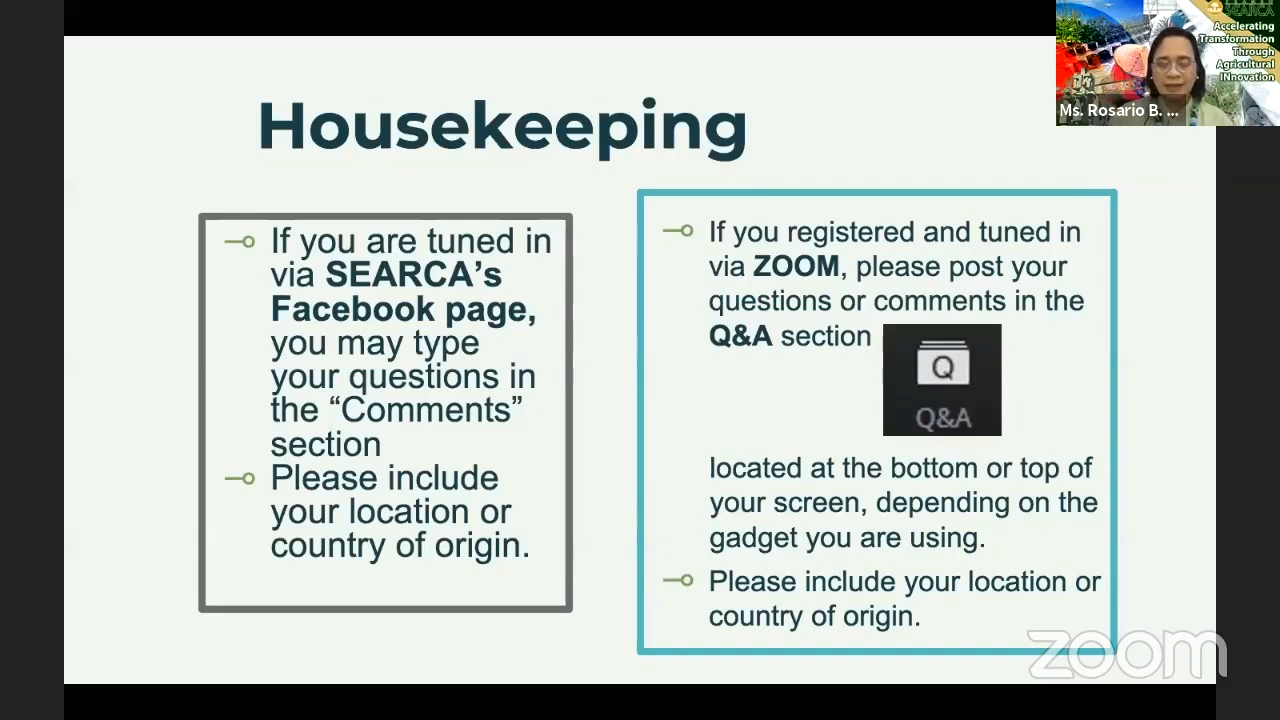 Housekeeping
If you are tuned in
via SEARCA’s
Facebook page,
you may type
your questions in
the “Comments”
section
Please include
your location or
country of origin.
If you registered and tuned in
via ZOOM, please post your
questions or comments in the
Q&A section
Q
Q&A
located at the bottom or top of
your screen, depending on the
gadget you are using.
Please include your location or
country of origin.
SEARCA
Accelerating
Transformation
Through
Agricultural
INnovation
Ms. Rosario B. ...
zoom